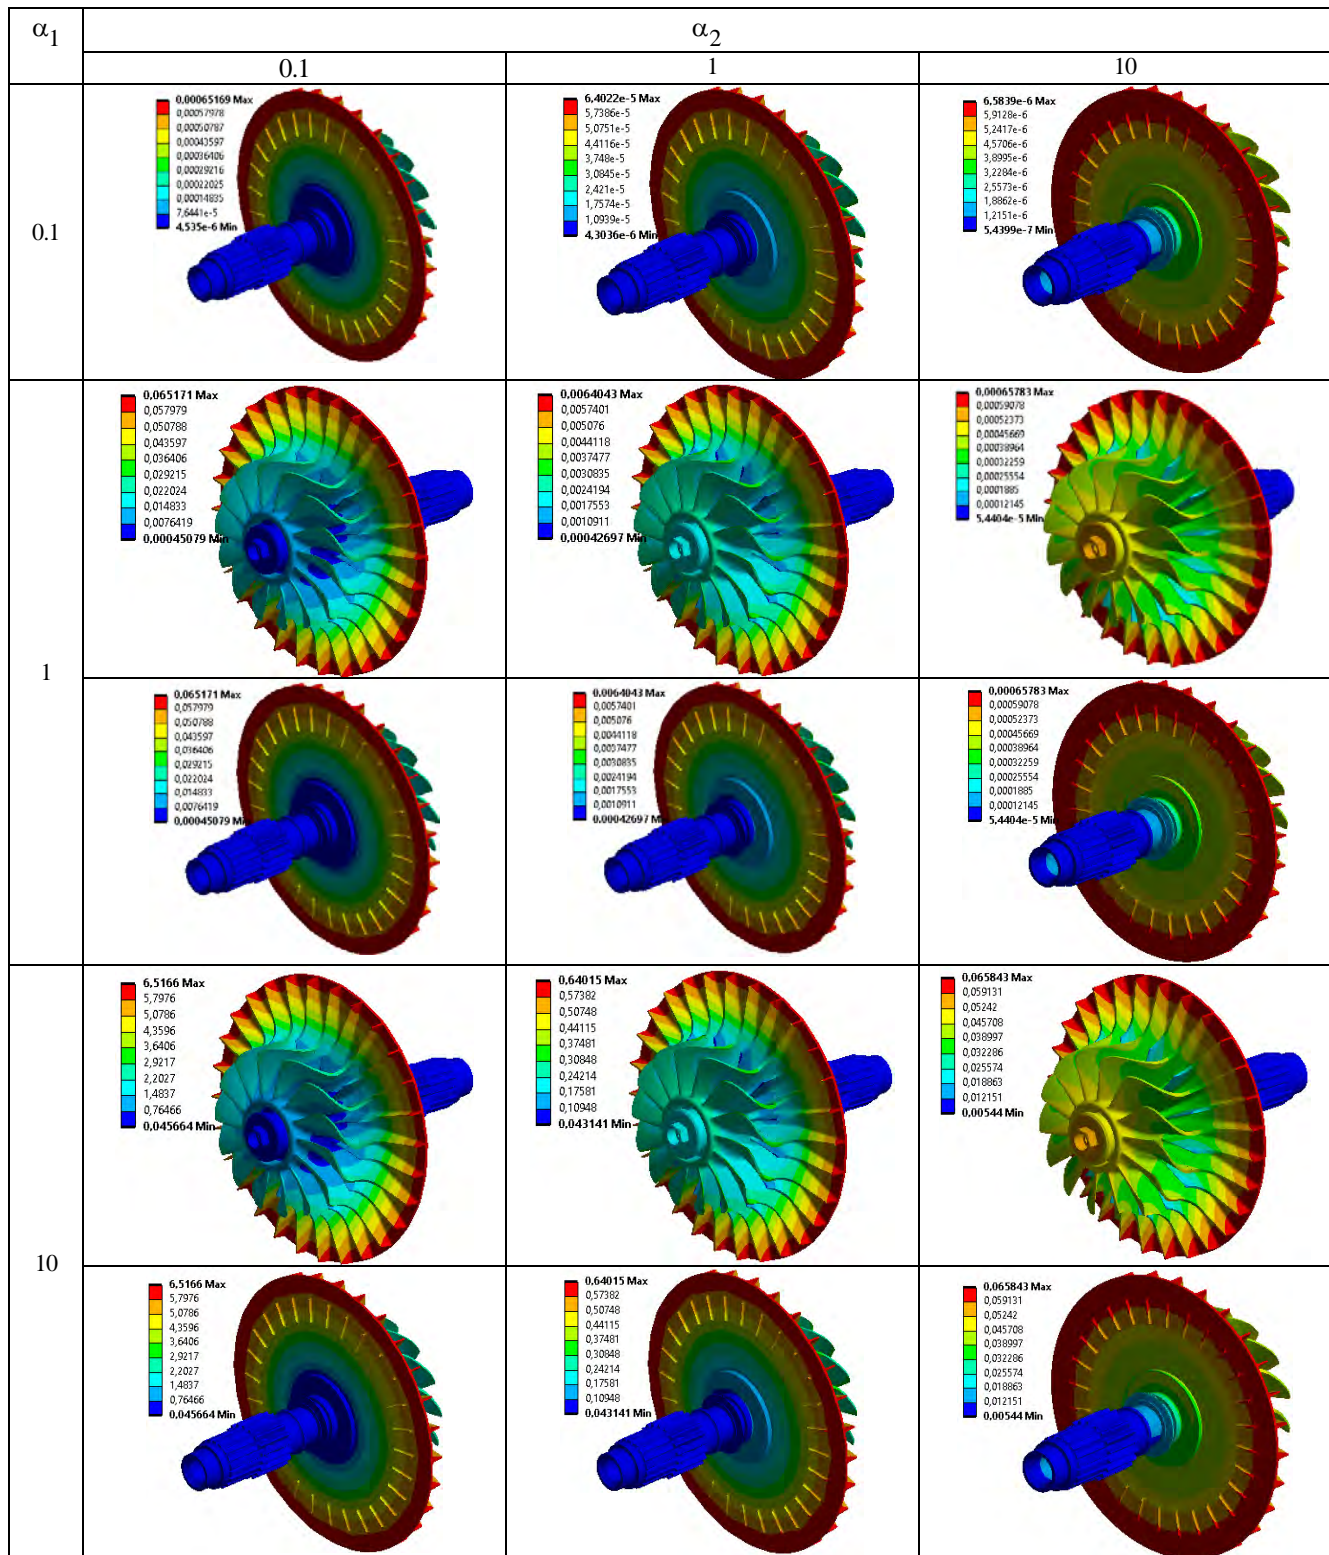 α1
α2
0.1
1
10
0.1
0,00065169 Max
0,00057978
0,00050787
0,00043597
0,00036406
0,00029216
0,00022025
0,00014835
7,6441e-5
4,535e-6 Min
6,4022e-5 Max
5,7386e-5
5,0751e-5
4,4116e-5
3,748e-5
3,0845e-5
2,421e-5
1,7574e-5
1,0939e-5
4,3036e-6 Min
6,5839e-6 Max
5,9128e-6
5,2417e-6
4,5706e-6
3,8995e-6
3,2284e-6
2,5573e-6
1,8862e-6
1,2151e-6
5,4399e-7 Min
1
0,065171 Max
0,057979
0,050788
0,043597
0,036406
0,029215
0,022024
0,014833
0,0076419
0,00045079 Min
0,0064043 Max
0,0057401
0,005076
0,0044118
0,0037477
0,0030835
0,0024194
0,0017553
0,0010911
0,00042697 Min
0,00065783 Max
0,00059078
0,00052373
0,00045669
0,00038964
0,00032259
0,00025554
0,0001885
0,00012145
5,4404e-5 Min
0,065171 Max
0,057979
0,050788
0,043597
0,036406
0,029215
0,022024
0,014833
0,0076419
0,00045079 Min
0,0064043 Max
0,0057401
0,005076
0,0044118
0,0037477
0,0030835
0,0024194
0,0017553
0,0010911
0,00042697 Min
0,00065783 Max
0,00059078
0,00052373
0,00045669
0,00038964
0,00032259
0,00025554
0,0001885
0,00012145
5,4404e-5 Min
10
6,5166 Max
5,7976
5,0786
4,3596
3,6406
2,9217
2,2027
1,4837
0,76466
0,045664 Min
0,64015 Max
0,57382
0,50748
0,44115
0,37481
0,30848
0,24214
0,17581
0,10948
0,043141 Min
0,065843 Max
0,059131
0,05242
0,045708
0,038997
0,032286
0,025574
0,018863
0,012151
0,00544 Min
6,5166 Max
5,7976
5,0786
4,3596
3,6406
2,9217
2,2027
1,4837
0,76466
0,045664 Min
0,64015 Max
0,57382
0,50748
0,44115
0,37481
0,30848
0,24214
0,17581
0,10948
0,043141 Min
0,065843 Max
0,059131
0,05242
0,045708
0,038997
0,032286
0,025574
0,018863
0,012151
0,00544 Min